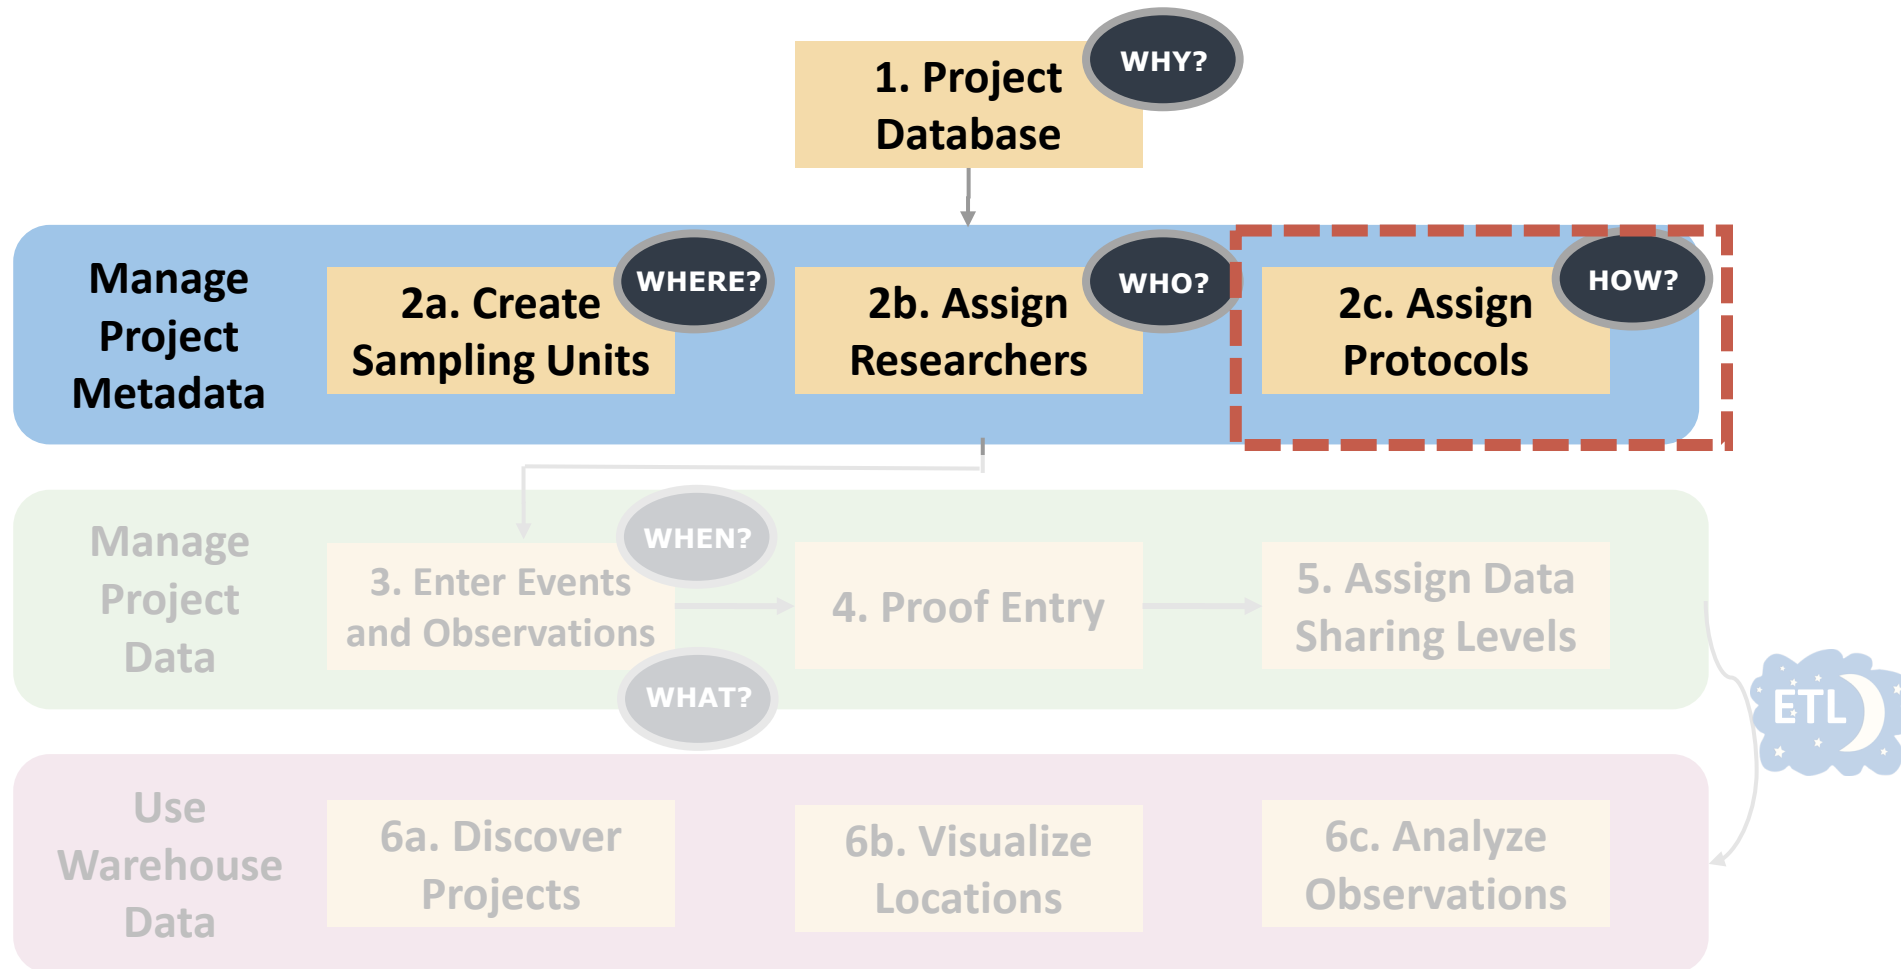 1. Project
Database
WHY?
Manage
Project
Metadata
2a. Create
Sampling Units
WHERE?
2b. Assign
Researchers
WHO?
2c. Assign
Protocols
HOW?
Manage
Project
Data
3. Enter Events
and Observations
WHEN?
WHAT?
4. Proof Entry
5. Assign Data
Sharing Levels
ETL
Use
Warehouse
Data
6a. Discover
Projects
6b. Visualize
Locations
6c. Analyze
Observations